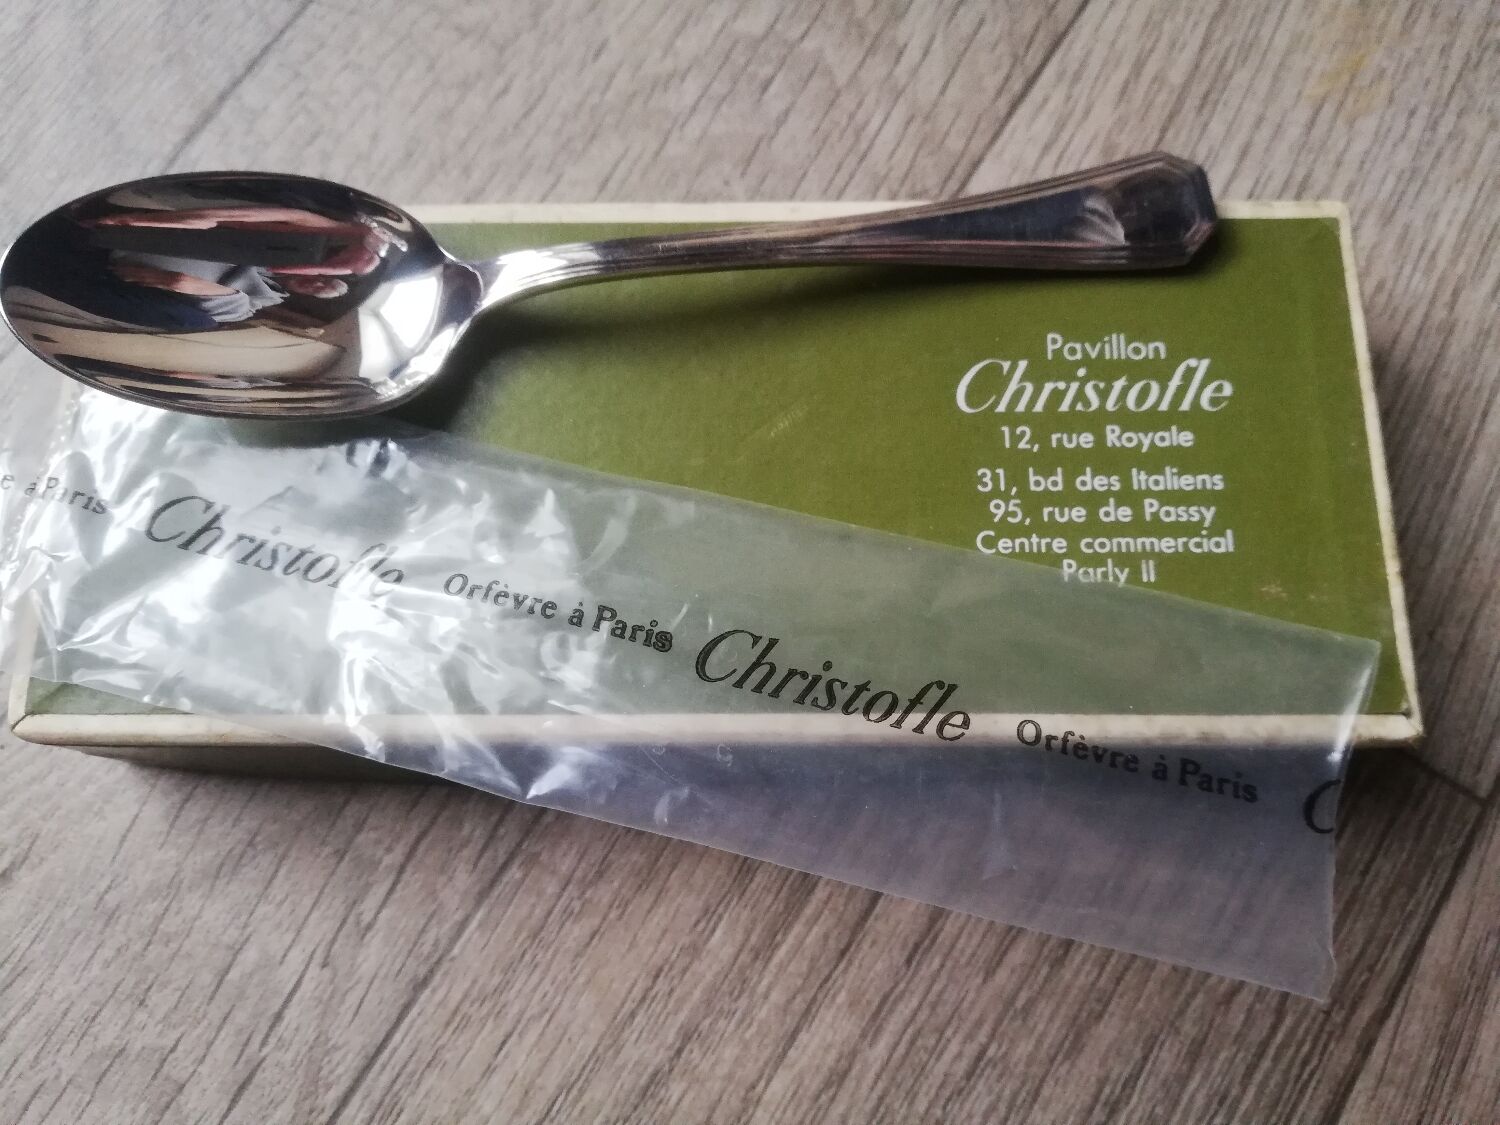 Pavillon
Christofle
12, rue Royale
31, bd des Italiens
95, rue de Passy
Centre commercial
Parly II
e à Paris Christofle Orfèvre à Paris Christofle Orfèvre à Paris C